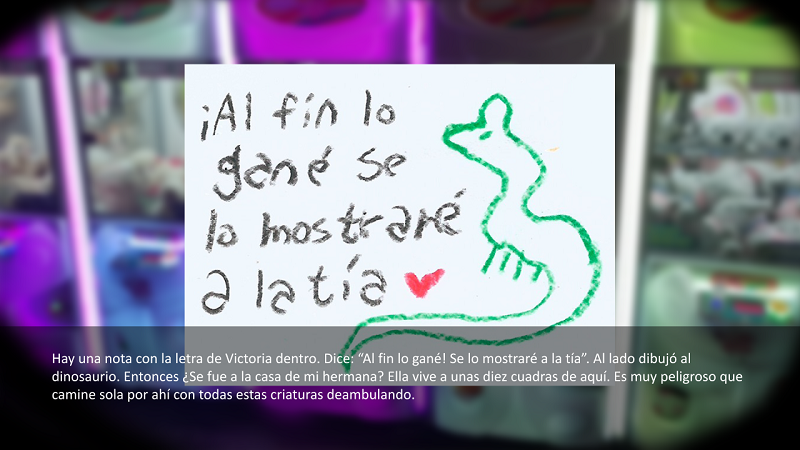 ¡Al fin lo
gané se
lo mostraré
a la tía
Hay una nota con la letra de Victoria dentro. Dice: “Al fin lo gané! Se lo mostraré a la tía”. Al lado dibujó al
dinosaurio. Entonces ¿Se fue a la casa de mi hermana? Ella vive a unas diez cuadras de aquí. Es muy peligroso que
camine sola por ahí con todas estas criaturas deambulando.